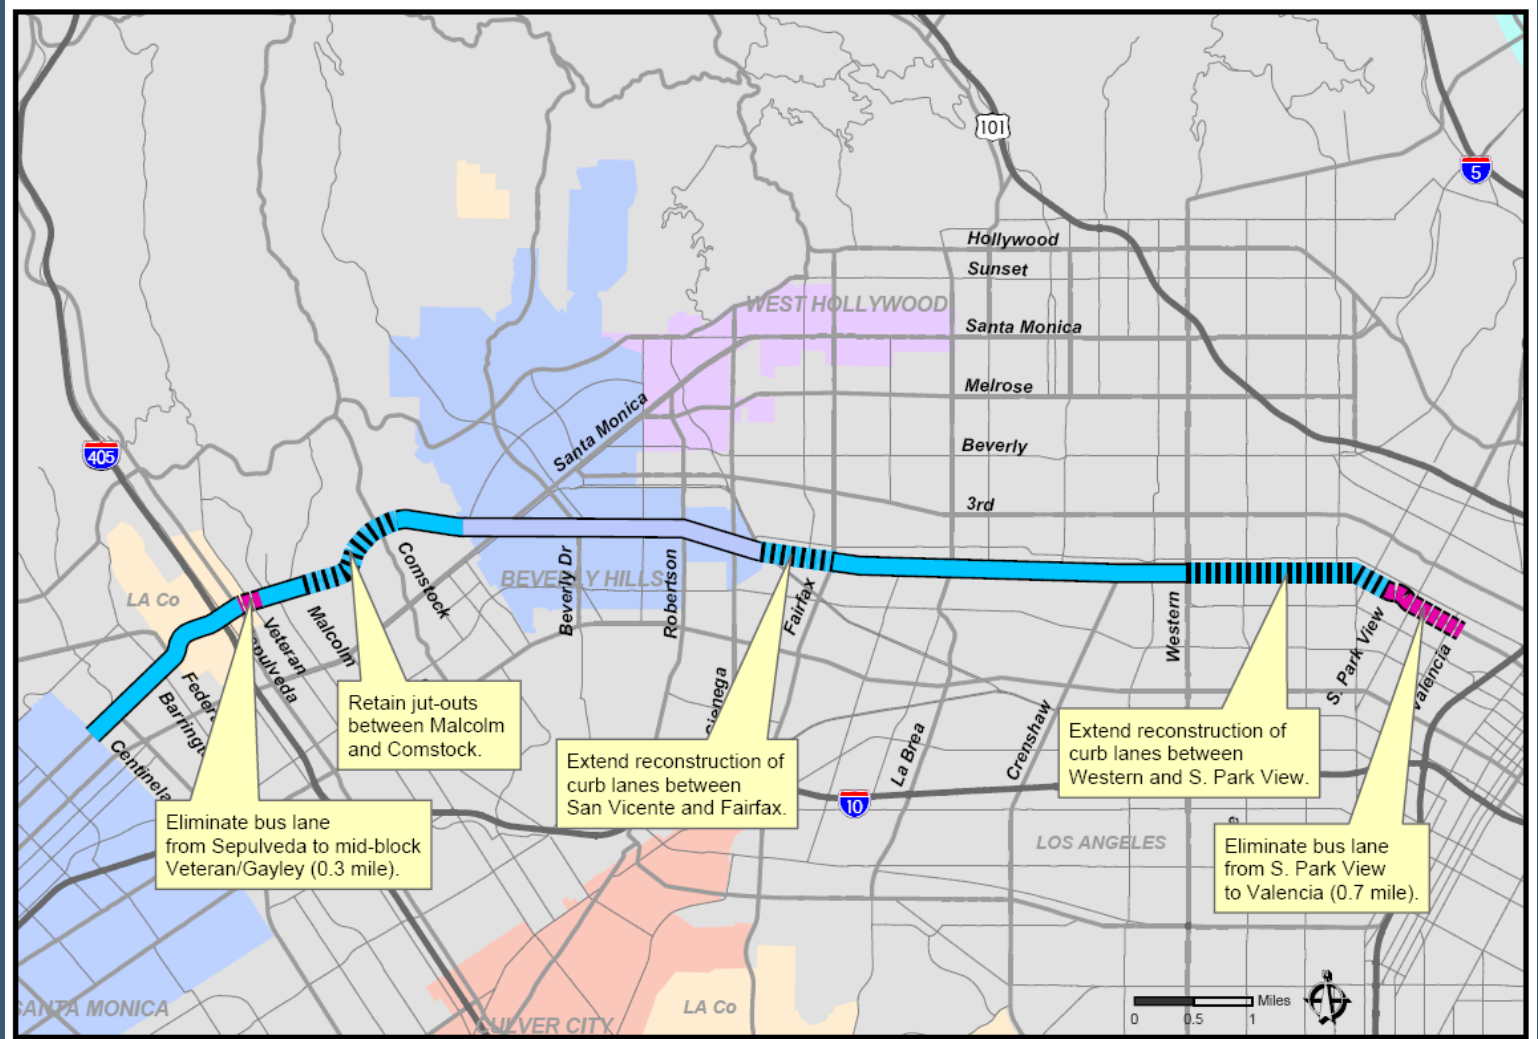 101
5
Hollywood
Sunset
WEST HOLLYWOOD
Santa Monica
Melrose
Santa Monica
Beverly
405
3rd
Comstock
Beverly Dr
BEVERLY HILLS
Robertson
Fairfax
Western
LA Co
Malcolm
Veteran
S. Park View
Valencia
Centinela
Retain jut-outs
between Malcolm
and Comstock.
Extend reconstruction of
curb lanes between
San Vicente and Fairfax.
La Brea
Crenshaw
Extend reconstruction of
curb lanes between
Western and S. Park View.
10
Eliminate bus lane
from Sepulveda to mid-block
Veteran/Gayley (0.3 mile).
LOS ANGELES
Eliminate bus lane
from S. Park View
to Valencia (0.7 mile).
SANTA MONICA
CULVER CITY
LA Co
Miles
0 0.5 1